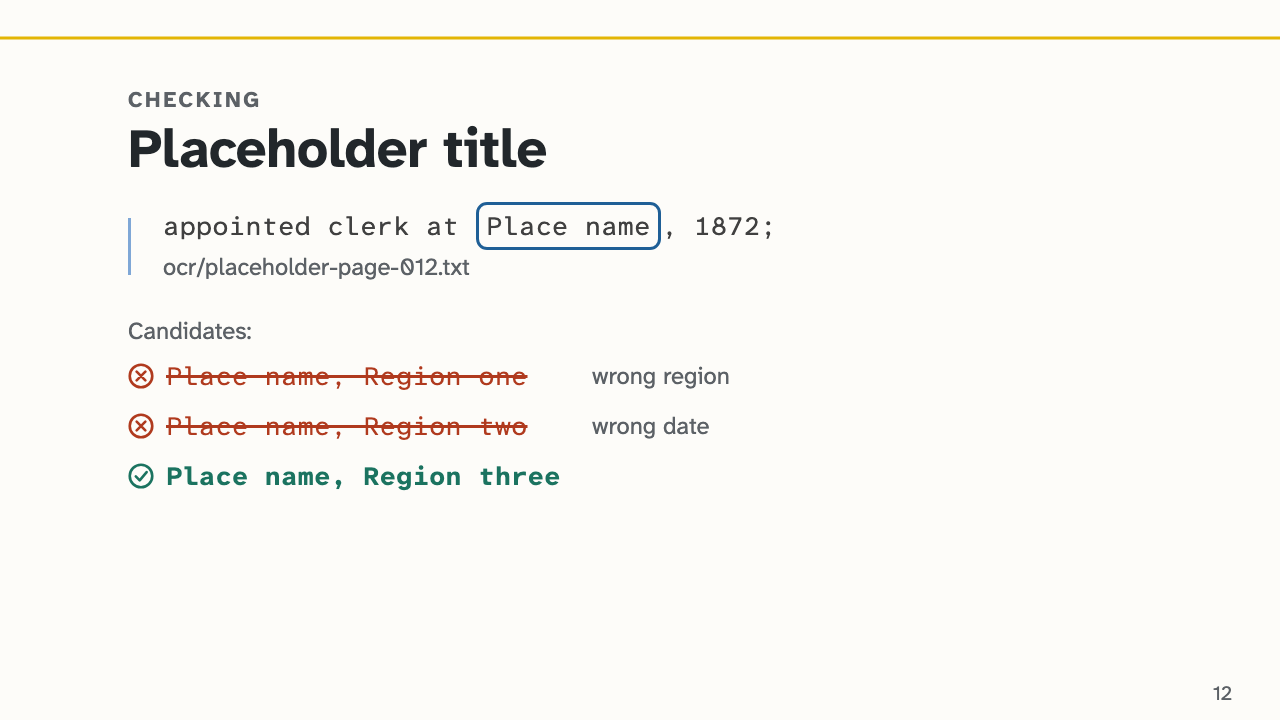 CHECKING
Placeholder title
appointed clerk at Place name, 1872;
ocr/placeholder-page-012.txt
Candidates:
Place name, Region one wrong region
Place name, Region two wrong date
Place name, Region three
12